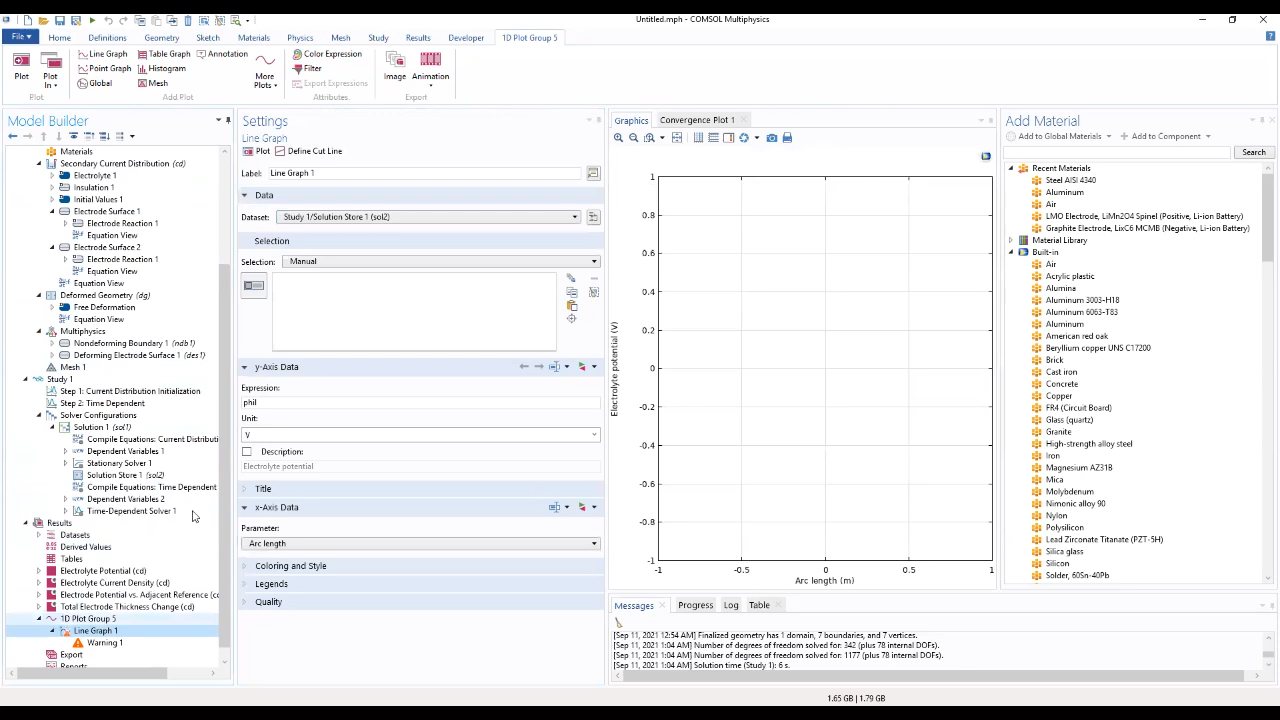 Untitled.mph - COMSOL Multiphysics
File
Home
Definitions
Geometry
Sketch
Materials
Physics
Mesh
Study
Results
Developer
1D Plot Group 5
Plot
Plot In
Plot
Line Graph
Point Graph
Global
Table Graph
Histogram
Mesh
Annotation
More Plots
Add Plot
Color Expression
Filter
Export Expressions
Attributes
Image
Animation
Export
Model Builder
Materials
Secondary Current Distribution (cd)
Electrolyte 1
Insulation 1
Initial Values 1
Electrode Surface 1
Electrode Reaction 1
Equation View
Electrode Surface 2
Electrode Reaction 1
Equation View
Equation View
Deformed Geometry (dg)
Free Deformation
Equation View
Multiphysics
Nondeforming Boundary 1 (ndb1)
Deforming Electrode Surface 1 (des1)
Mesh 1
Study 1
Step 1: Current Distribution Initialization
Step 2: Time Dependent
Solver Configurations
Solution 1 (sol1)
Compile Equations: Current Distributi
Dependent Variables 1
Stationary Solver 1
Solution Store 1 (sol2)
Compile Equations: Time Dependent
Dependent Variables 2
Time-Dependent Solver 1
Results
Datasets
Derived Values
Tables
Electrolyte Potential (cd)
Electrolyte Current Density (cd)
Electrode Potential vs. Adjacent Reference (cd
Total Electrode Thickness Change (cd)
1D Plot Group 5
Line Graph 1
Warning 1
Export
Reports
Settings
Line Graph
Plot
Define Cut Line
Label: Line Graph 1
Data
Dataset: Study 1/Solution Store 1 (sol2)
Selection
Selection: Manual
y-Axis Data
Expression:
phil
Unit:
V
Description:
Electrolyte potential
Title
x-Axis Data
Parameter:
Arc length
Coloring and Style
Legends
Quality
Graphics
Convergence Plot 1
1
0.8
0.6
0.4
0.2
0
-0.2
-0.4
-0.6
-0.8
-1
Electrolyte potential (V)
-1
-0.5
0
0.5
1
Arc length (m)
Messages
Progress
Log
Table
[Sep 11, 2021 12:54 AM] Finalized geometry has 1 domain, 7 boundaries, and 7 vertices.
[Sep 11, 2021 1:04 AM] Number of degrees of freedom solved for: 342 (plus 78 internal DOFs).
[Sep 11, 2021 1:04 AM] Number of degrees of freedom solved for: 1177 (plus 78 internal DOFs).
[Sep 11, 2021 1:04 AM] Solution time (Study 1): 6 s.
Add Material
Add to Global Materials
Add to Component
Search
Recent Materials
Steel AISI 4340
Aluminum
Air
LMO Electrode, LiMn2O4 Spinel (Positive, Li-ion Battery)
Graphite Electrode, LixC6 MCMB (Negative, Li-ion Battery)
Material Library
Built-in
Air
Acrylic plastic
Alumina
Aluminum 3003-H18
Aluminum 6063-T83
Aluminum
American red oak
Beryllium copper UNS C17200
Brick
Cast iron
Concrete
Copper
FR4 (Circuit Board)
Glass (quartz)
Granite
High-strength alloy steel
Iron
Magnesium AZ31B
Mica
Molybdenum
Nimonic alloy 90
Nylon
Polysilicon
Lead Zirconate Titanate (PZT-5H)
Silica glass
Silicon
Solder, 60Sn-40Pb
1.65 GB | 1.79 GB